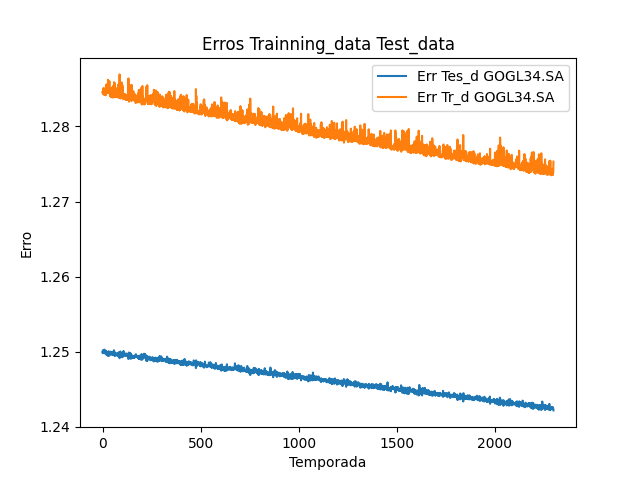 Erros Trainning_data Test_data
Err Tes_d GOGL34.SA
Err Tr_d GOGL34.SA
1.28
1.27
1.26
1.25
1.24
Erro
0
500
1000
1500
2000
Temporada